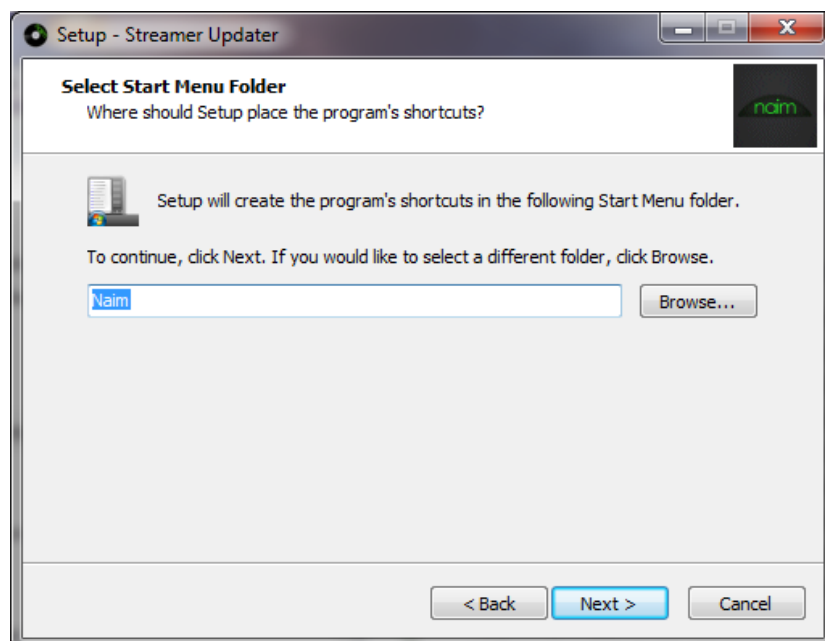 Setup - Streamer Updater
Select Start Menu Folder
Where should Setup place the program's shortcuts?
naim
Setup will create the program's shortcuts in the following Start Menu folder.
To continue, click Next. If you would like to select a different folder, click Browse.
Naim
Browse...
< Back
Next >
Cancel